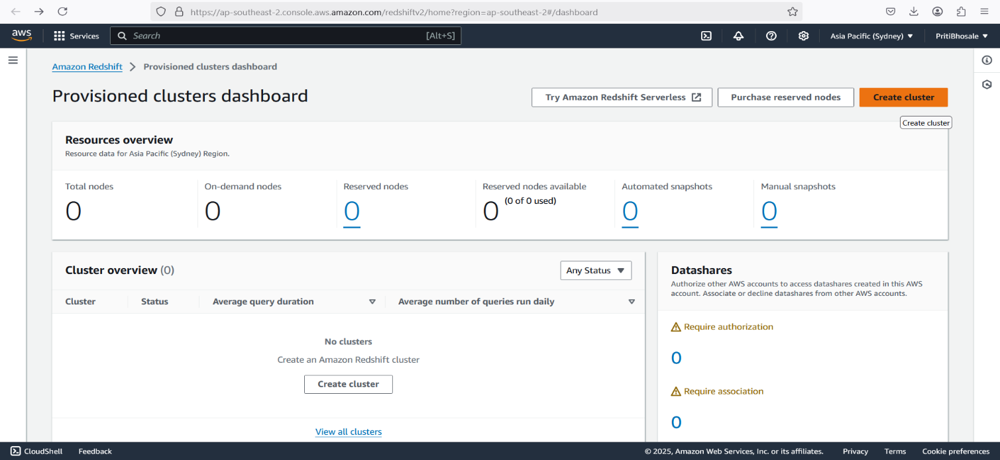 https://ap-southeast-2.console.aws.amazon.com/redshiftv2/home?region=ap-southeast-2#/dashboard
aws Services Search [Alt+S] Asia Pacific (Sydney) PritiBhosale
Amazon Redshift Provisioned clusters dashboard
Provisioned clusters dashboard
Try Amazon Redshift Serverless Purchase reserved nodes Create cluster
Create cluster
Resources overview
Resource data for Asia Pacific (Sydney) Region.
Total nodes On-demand nodes Reserved nodes Reserved nodes available Automated snapshots Manual snapshots
0 0 0 0 (0 of 0 used) 0 0
Cluster overview (0) Any Status
Cluster Status Average query duration Average number of queries run daily
No clusters
Create an Amazon Redshift cluster
Create cluster
View all clusters
Datashares
Authorize other AWS accounts to access datashares created in this AWS
account. Associate or decline datashares from other AWS accounts.
Require authorization
0
Require association
0
CloudShell Feedback © 2025, Amazon Web Services, Inc. or its affiliates. Privacy Terms Cookie preferences